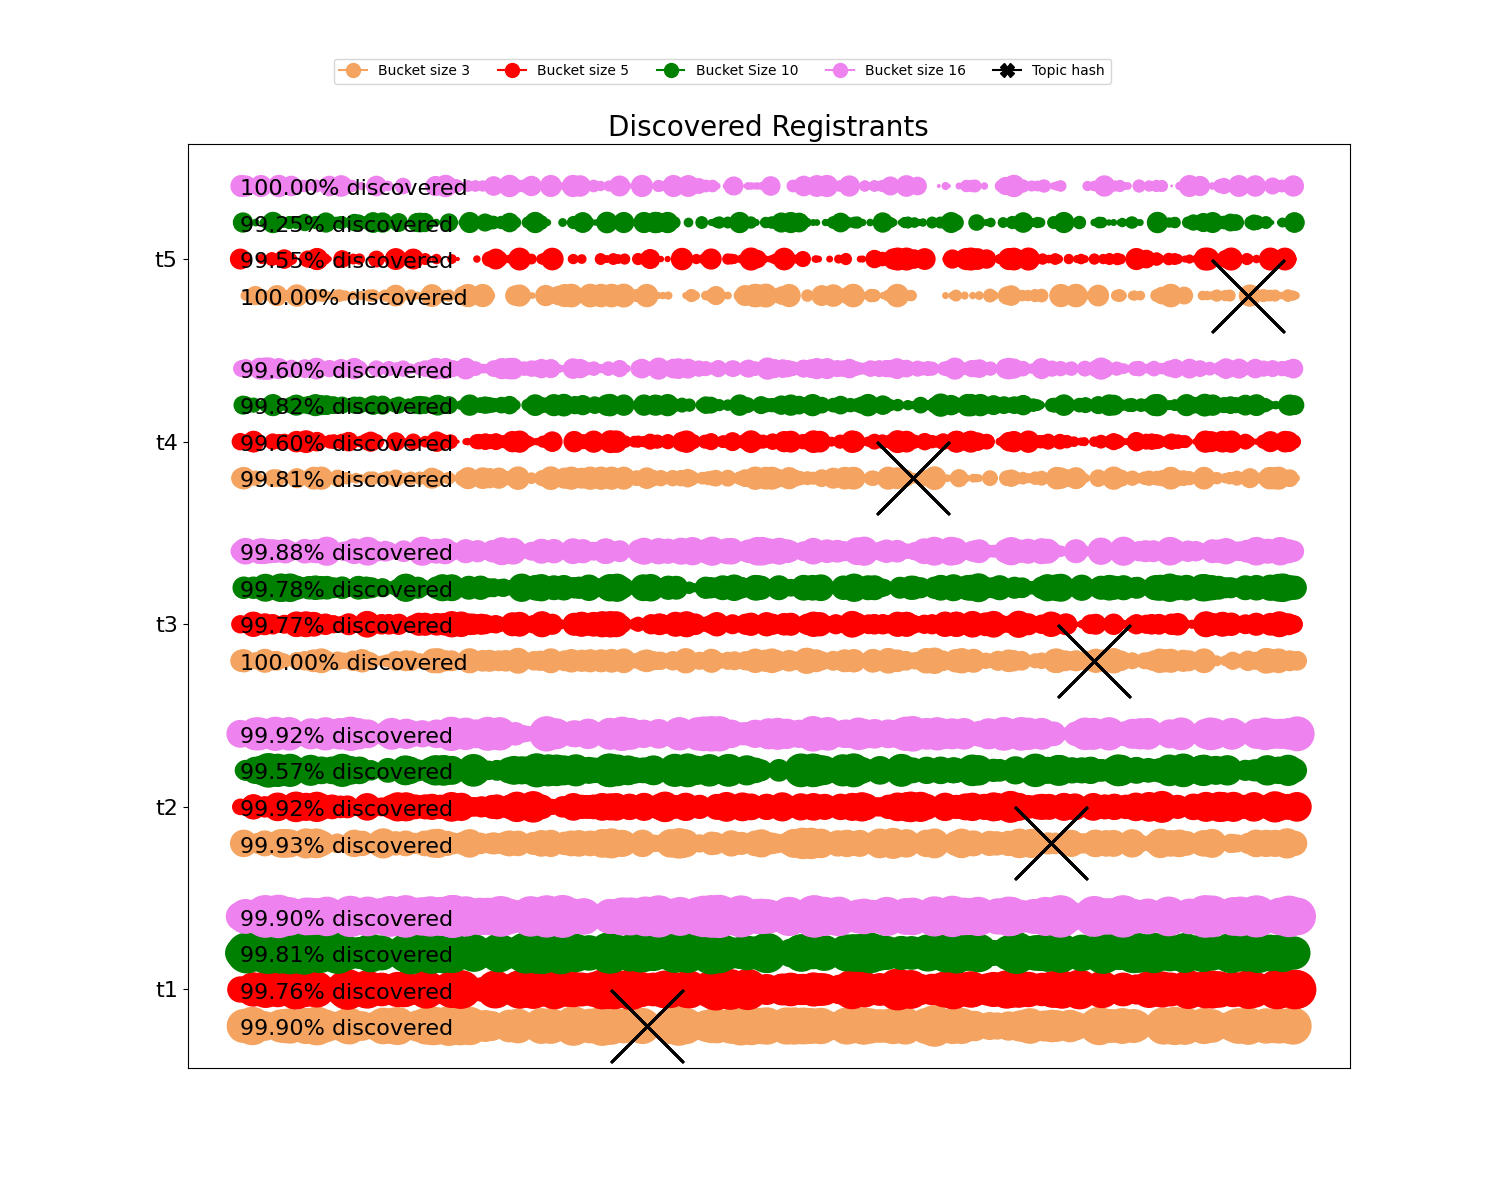 Bucket size 3 Bucket size 5 Bucket Size 10 Bucket size 16 Topic hash
Discovered Registrants
100.00% discovered
99.25% discovered
t5 99.55% discovered
100.00% discovered
99.60% discovered
99.82% discovered
t4 99.60% discovered
99.81% discovered
99.88% discovered
99.78% discovered
t3 99.77% discovered
100.00% discovered
99.92% discovered
99.57% discovered
t2 99.92% discovered
99.93% discovered
99.90% discovered
99.81% discovered
t1 99.76% discovered
99.90% discovered